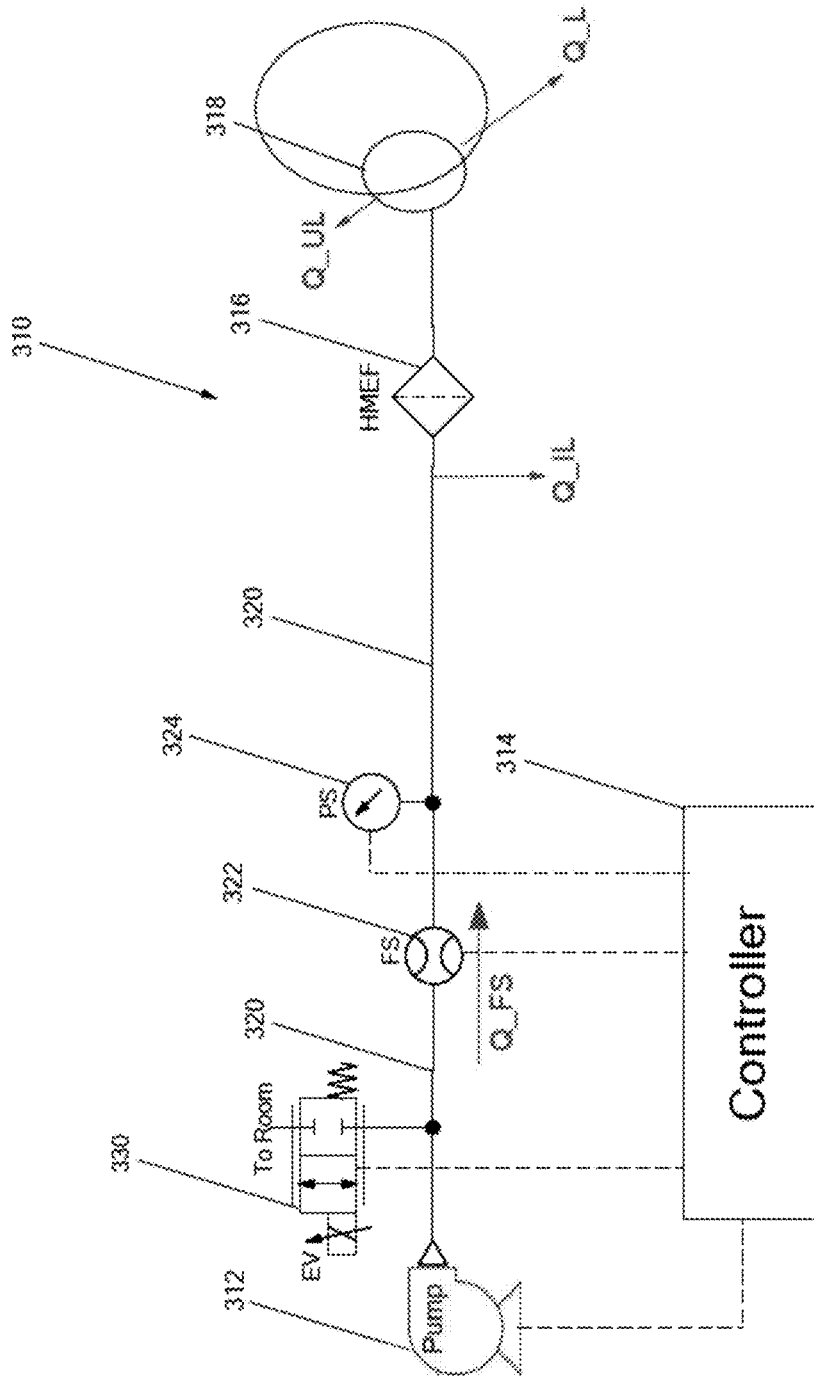 310
318
Q_UL
Q_L
316
HMEF
Q_IL
320
324
PS
322
FS
Q_FS
320
To Room
330
EV
312
Pump
314
Controller